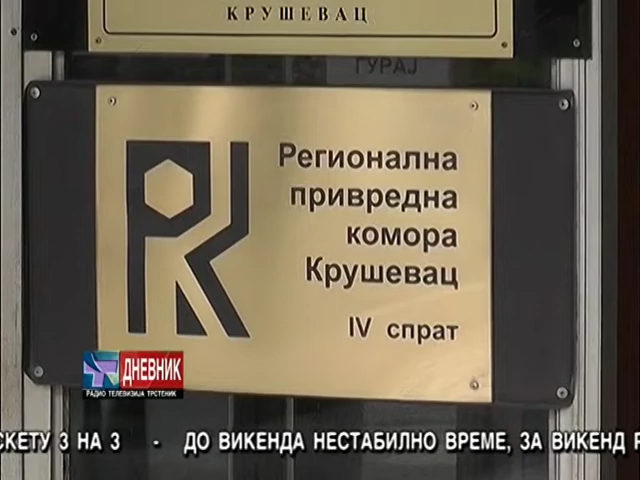 КРУШЕВАЦ
ГУРАЈ
Регионална
привредна
комора
Крушевац
IV спрат
ДНЕВНИК
РАДИО ТЕЛЕВИЗИЈА ТРСТЕНИК
СКЕТУ 3 НА 3 - ДО ВИКЕНДА НЕСТАБИЛНО ВРЕМЕ, ЗА ВИКЕНД